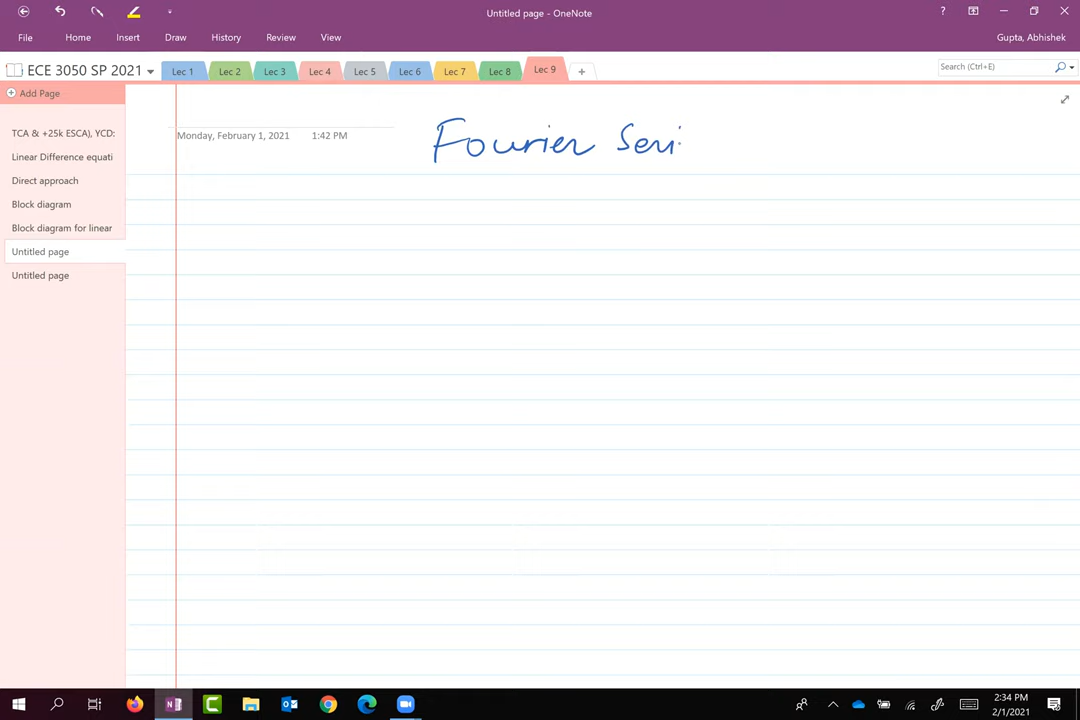 Untitled page - OneNote
?
File
Home
Insert
Draw
History
Review
View
Gupta, Abhishek
ECE 3050 SP 2021
Lec 1
Lec 2
Lec 3
Lec 4
Lec 5
Lec 6
Lec 7
Lec 8
Lec 9
+
Search (Ctrl+E)
Add Page
TCA & +25k ESCA), YCD:
Linear Difference equati
Direct approach
Block diagram
Block diagram for linear
Untitled page
Untitled page
Monday, February 1, 2021 1:42 PM
Fourier Seri
2:34 PM
2/1/2021